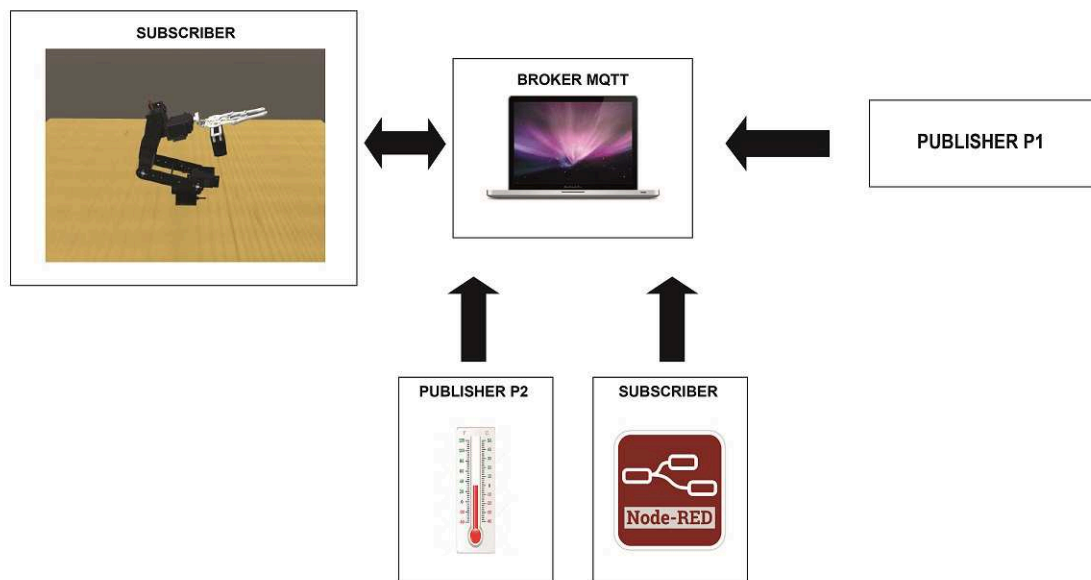 SUBSCRIBER
BROKER MQTT
PUBLISHER P1
PUBLISHER P2
SUBSCRIBER
Node-RED